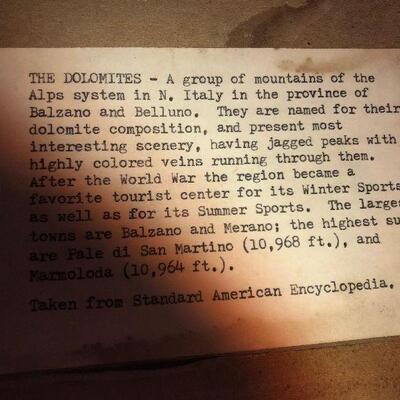 THE DOLOMITES - A group of mountains of the
Alps system in N. Italy in the province of
Balzano and Belluno. They are named for their
dolomite composition, and present most
interesting scenery, having jagged peaks with
highly colored veins running through them.
After the World War the region became a
favorite tourist center for its Winter Sports
as well as for its Summer Sports. The larges
towns are Balzano and Merano; the highest su
are Pale di San Martino (10,968 ft.), and
Marmoloda (10,964 ft.).
Taken from Standard American Encyclopedia.